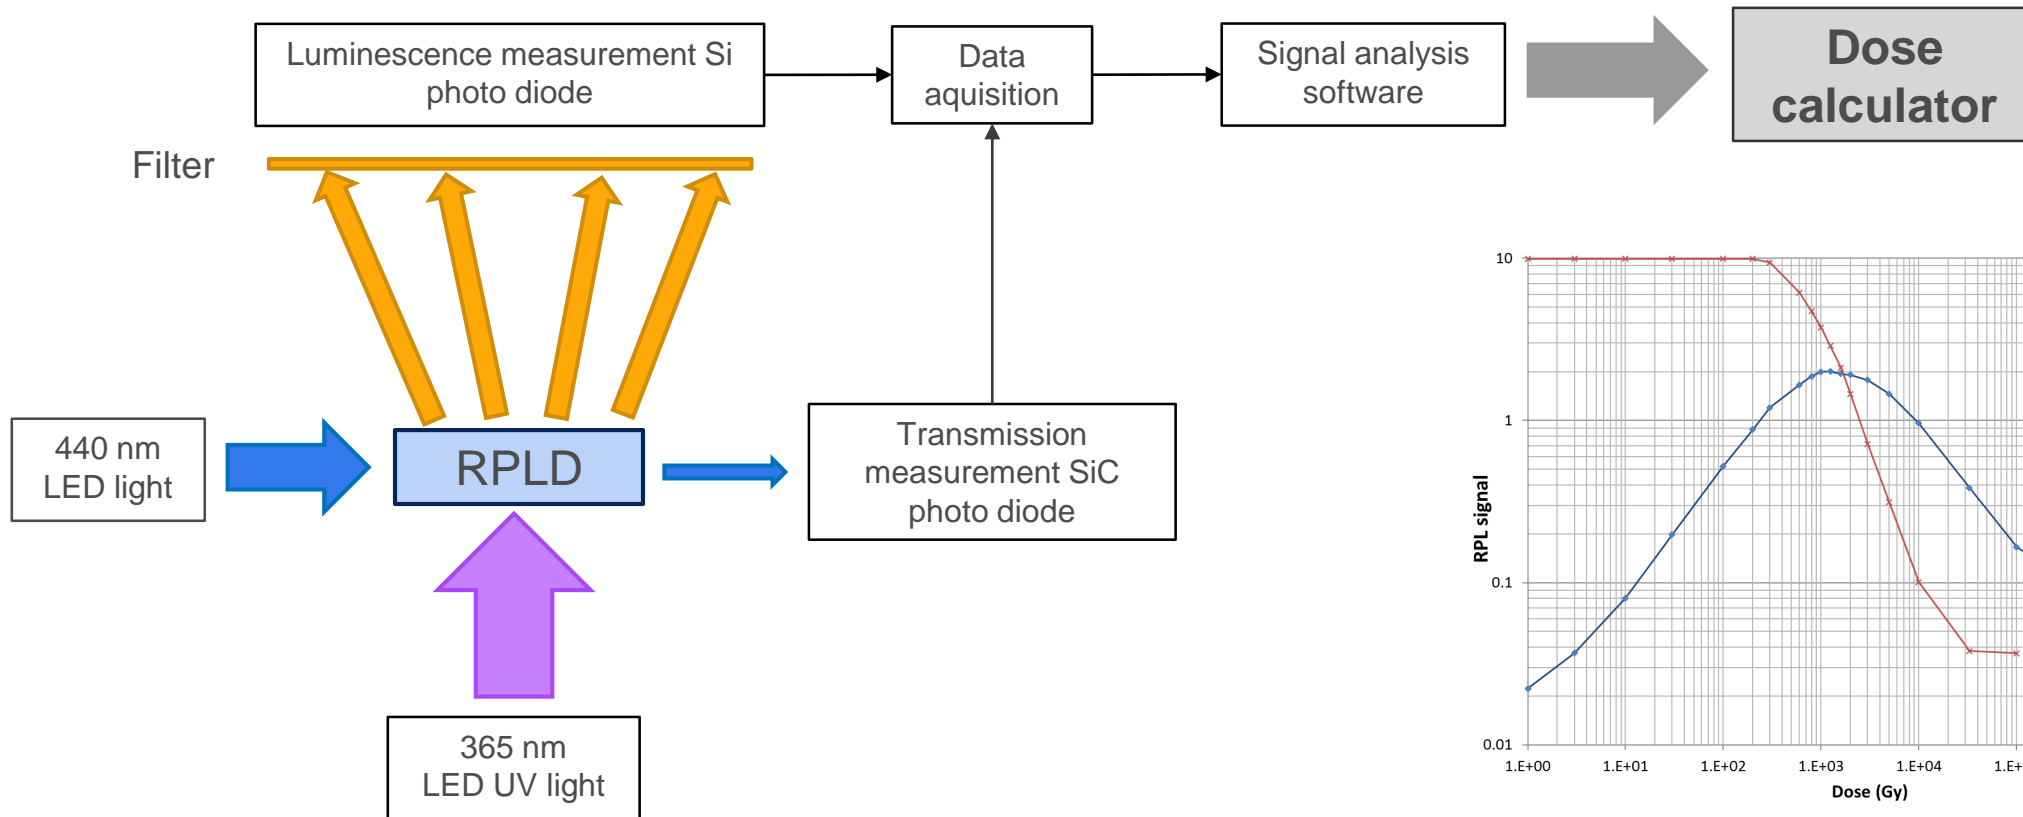 Luminescence measurement Si
photo diode
Data
aquisition
Signal analysis
software
Dose
calculator
Filter
440 nm
LED light
RPLD
Transmission
measurement SiC
photo diode
365 nm
LED UV light
10
1
0.1
0.01
RPL signal
1.E+00
1.E+01
1.E+02
1.E+03
1.E+04
Dose (Gy)